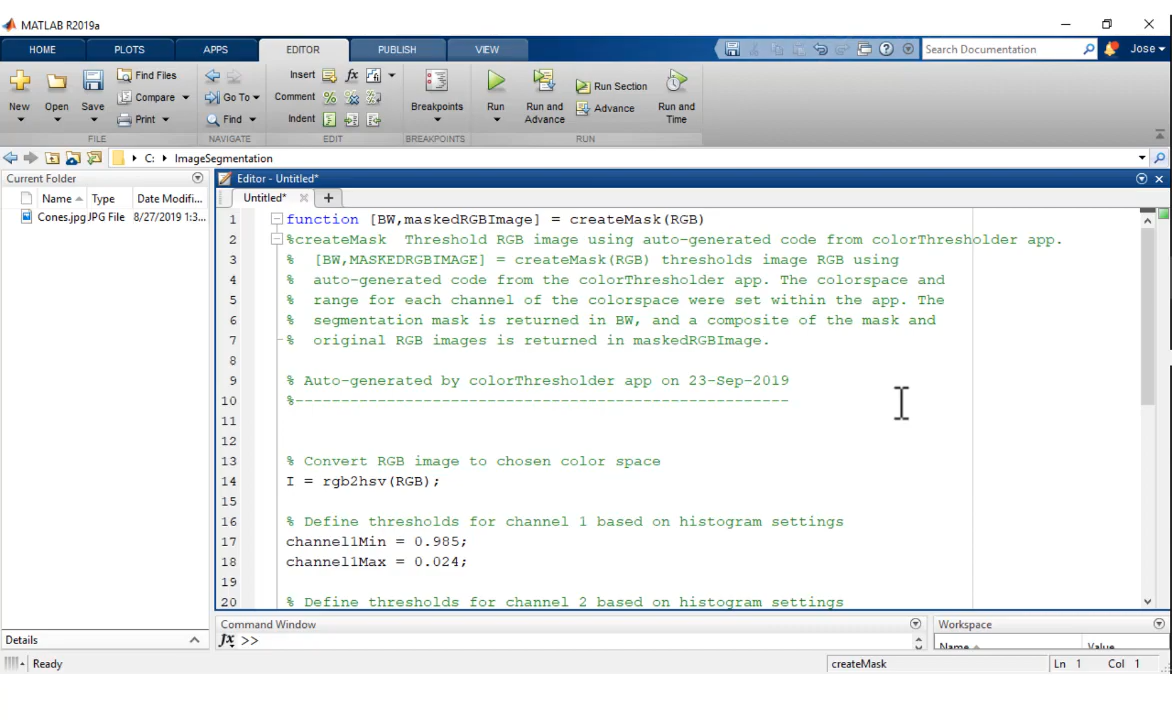 MATLAB R2019a
HOME PLOTS APPS EDITOR PUBLISH VIEW Search Documentation Jose
New Open Save Find Files Compare Print FILE
Go To Find NAVIGATE
Insert fx Comment Indent EDIT
Breakpoints BREAKPOINTS
Run Run and Advance Run Section Advance Run and Time RUN
C: ImageSegmentation
Current Folder
Name Type Date Modifi...
Cones.jpg JPG File 8/27/2019 1:3...
Editor - Untitled*
Untitled* +
1 function [BW,maskedRGBImage] = createMask(RGB)
2 %createMask  Threshold RGB image using auto-generated code from colorThresholder app.
3 %  [BW,MASKEDRGBIMAGE] = createMask(RGB) thresholds image RGB using
4 %  auto-generated code from the colorThresholder app. The colorspace and
5 %  range for each channel of the colorspace were set within the app. The
6 %  segmentation mask is returned in BW, and a composite of the mask and
7 %  original RGB images is returned in maskedRGBImage.
8
9 % Auto-generated by colorThresholder app on 23-Sep-2019
10 %------------------------------------------------------
11
12
13 % Convert RGB image to chosen color space
14 I = rgb2hsv(RGB);
15
16 % Define thresholds for channel 1 based on histogram settings
17 channel1Min = 0.985;
18 channel1Max = 0.024;
19
20 % Define thresholds for channel 2 based on histogram settings
Command Window
fx >>
Workspace
Name Value
Details
Ready createMask Ln 1 Col 1